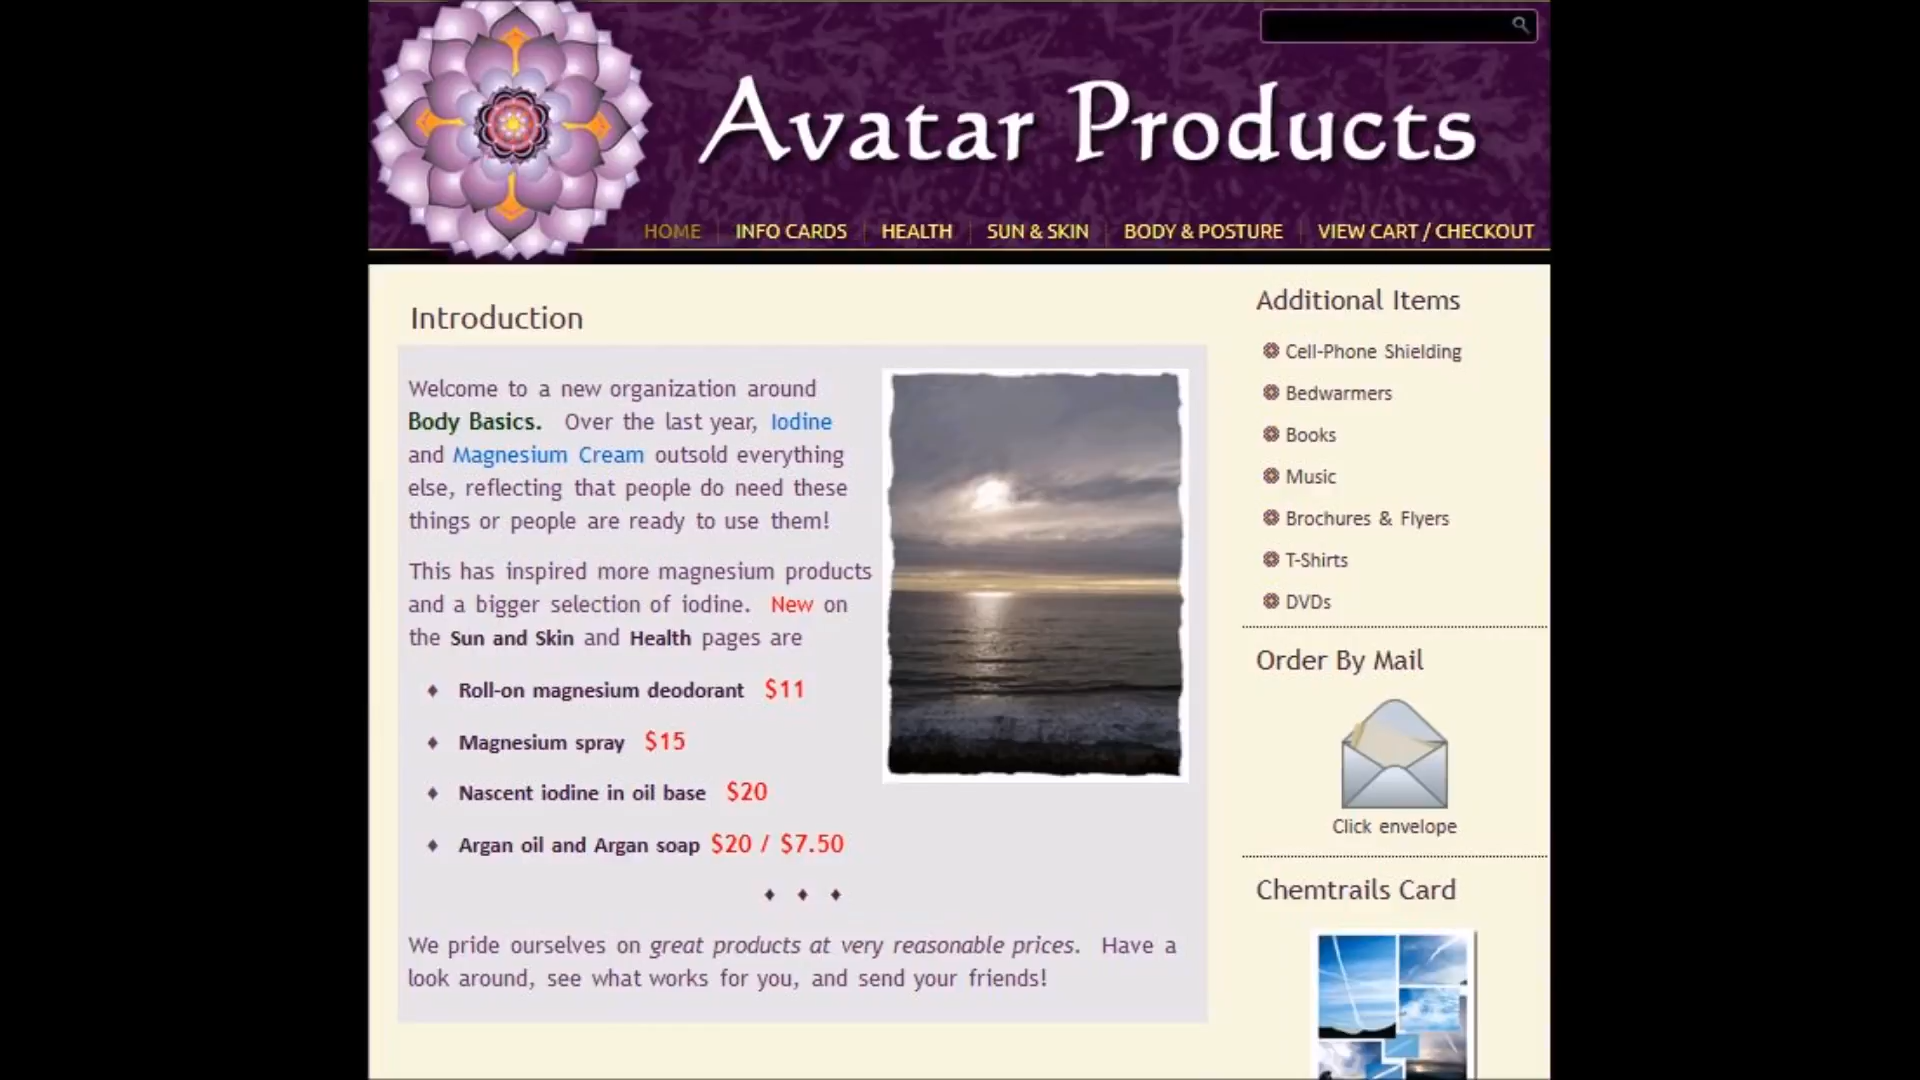 Avatar Products
HOME
INFO CARDS
HEALTH
SUN & SKIN
BODY & POSTURE
VIEW CART / CHECKOUT
Introduction
Welcome to a new organization around
Body Basics. Over the last year, Iodine
and Magnesium Cream outsold everything
else, reflecting that people do need these
things or people are ready to use them!
This has inspired more magnesium products
and a bigger selection of iodine. New on
the Sun and Skin and Health pages are
♦ Roll-on magnesium deodorant $11
♦ Magnesium spray $15
♦ Nascent iodine in oil base $20
♦ Argan oil and Argan soap $20 / $7.50
♦ ♦ ♦
We pride ourselves on great products at very reasonable prices. Have a
look around, see what works for you, and send your friends!
Additional Items
Cell-Phone Shielding
Bedwarmers
Books
Music
Brochures & Flyers
T-Shirts
DVDs
Order By Mail
Click envelope
Chemtrails Card